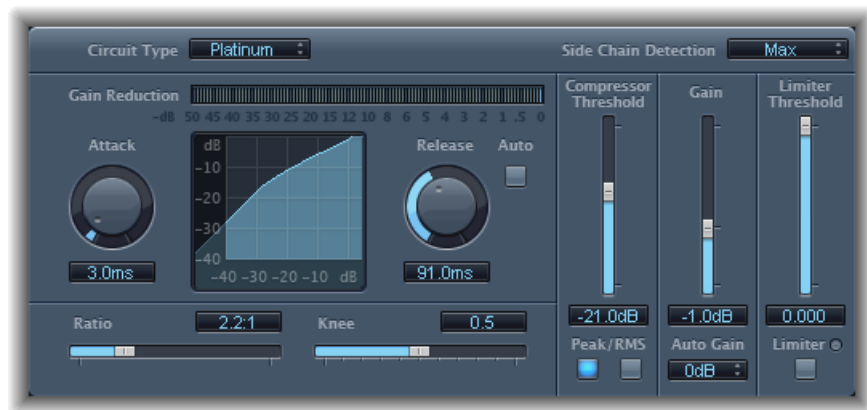 Circuit Type Platinum Side Chain Detection Max
Gain Reduction
-dB 50 45 40 35 30 25 20 15 12 10 8 6 5 4 3 2 1 .5 0
Compressor Threshold
Gain
Limiter Threshold
Attack
3.0ms
dB
-10
-20
-30
-40
-40 -30 -20 -10 dB
Release
Auto
91.0ms
-21.0dB
-1.0dB
0.000
Ratio 2.2:1
Knee 0.5
Peak/RMS
Auto Gain
0dB
Limiter